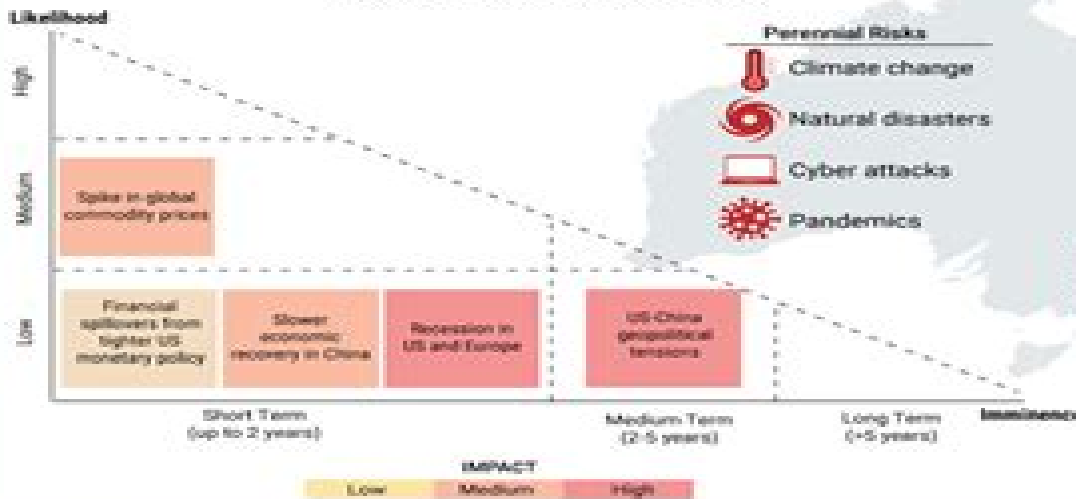 Likelihood
High
Medium
Low
Perennial Risks
Climate change
Natural disasters
Cyber attacks
Pandemics
Spike in global
commodity prices
Financial
spillovers from
tighter US
monetary policy
Slower
economic
recovery in China
Recession in
US and Europe
US-China
geopolitical
tensions
Short Term
(up to 2 years)
Medium Term
(2-5 years)
Long Term
(+5 years)
Imminence
IMPACT
Low
Medium
High